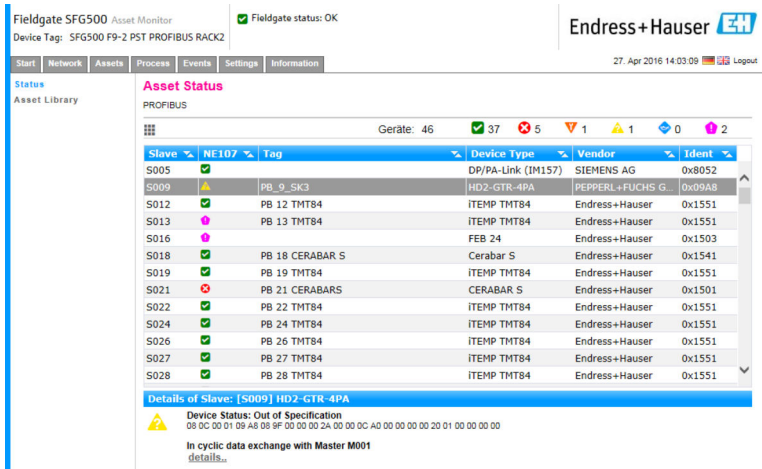 Fieldgate SFG500 Asset Monitor
Fieldgate status: OK
Device Tag: SFG500 F9-2 PST PROFIBUS RACK2
Endress+Hauser EH
Start Network Assets Process Events Settings Information
27. Apr 2016 14:03:09 Logout
Status
Asset Library
Asset Status
PROFIBUS
Geräte: 46 37 5 1 1 0 2
Slave NE107 Tag Device Type Vendor Ident
S005 DP/PA-Link (IM157) SIEMENS AG 0x8052
S009 PB_9_SK3 HD2-GTR-4PA PEPPERL+FUCHS G... 0x09A8
S012 PB 12 TMT84 iTEMP TMT84 Endress+Hauser 0x1551
S013 PB 13 TMT84 iTEMP TMT84 Endress+Hauser 0x1551
S016 FEB 24 Endress+Hauser 0x1503
S018 PB 18 CERABAR S Cerabar S Endress+Hauser 0x1541
S019 PB 19 TMT84 iTEMP TMT84 Endress+Hauser 0x1551
S021 PB 21 CERABARS CERABAR S Endress+Hauser 0x1501
S022 PB 22 TMT84 iTEMP TMT84 Endress+Hauser 0x1551
S024 PB 24 TMT84 iTEMP TMT84 Endress+Hauser 0x1551
S026 PB 26 TMT84 iTEMP TMT84 Endress+Hauser 0x1551
S027 PB 27 TMT84 iTEMP TMT84 Endress+Hauser 0x1551
S028 PB 28 TMT84 iTEMP TMT84 Endress+Hauser 0x1551
Details of Slave: [S009] HD2-GTR-4PA
Device Status: Out of Specification
08 0C 00 01 09 A8 08 9F 00 00 00 2A 00 00 0C A0 00 00 00 00 20 01 00 00 00 00
In cyclic data exchange with Master M001
details..